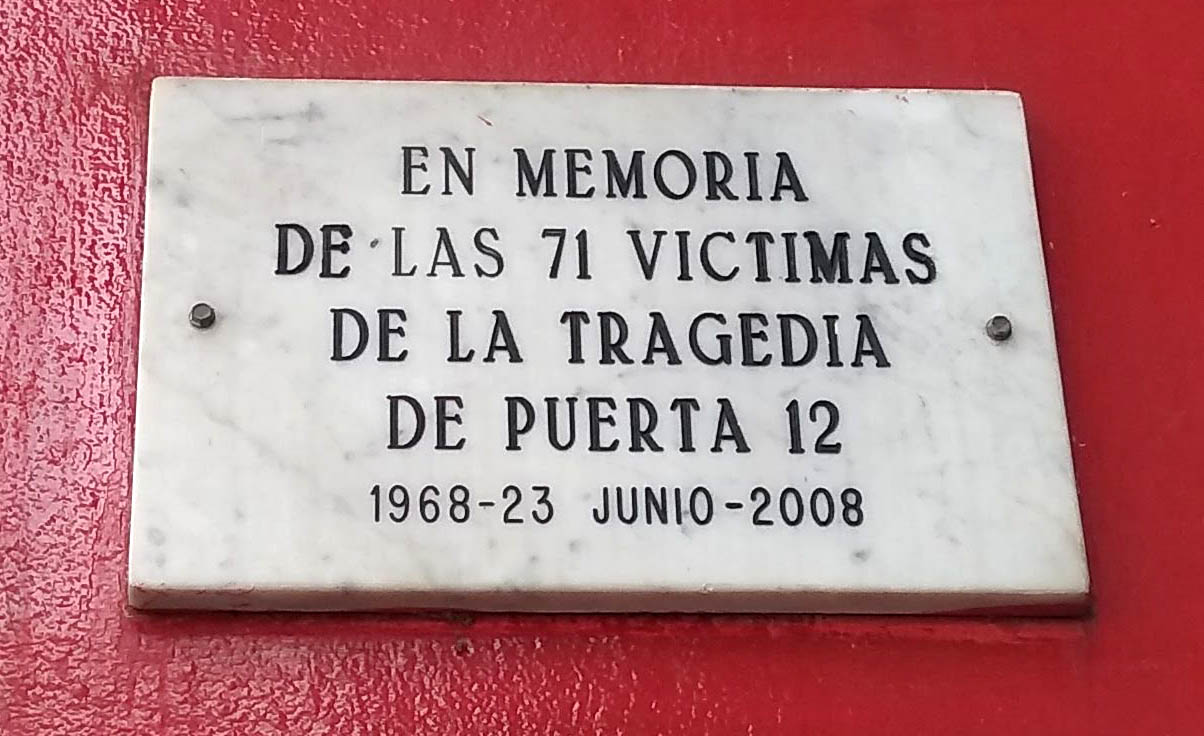 EN MEMORIA
DE LAS 71 VICTIMAS
DE LA TRAGEDIA
DE PUERTA 12
1968-23 JUNIO-2008